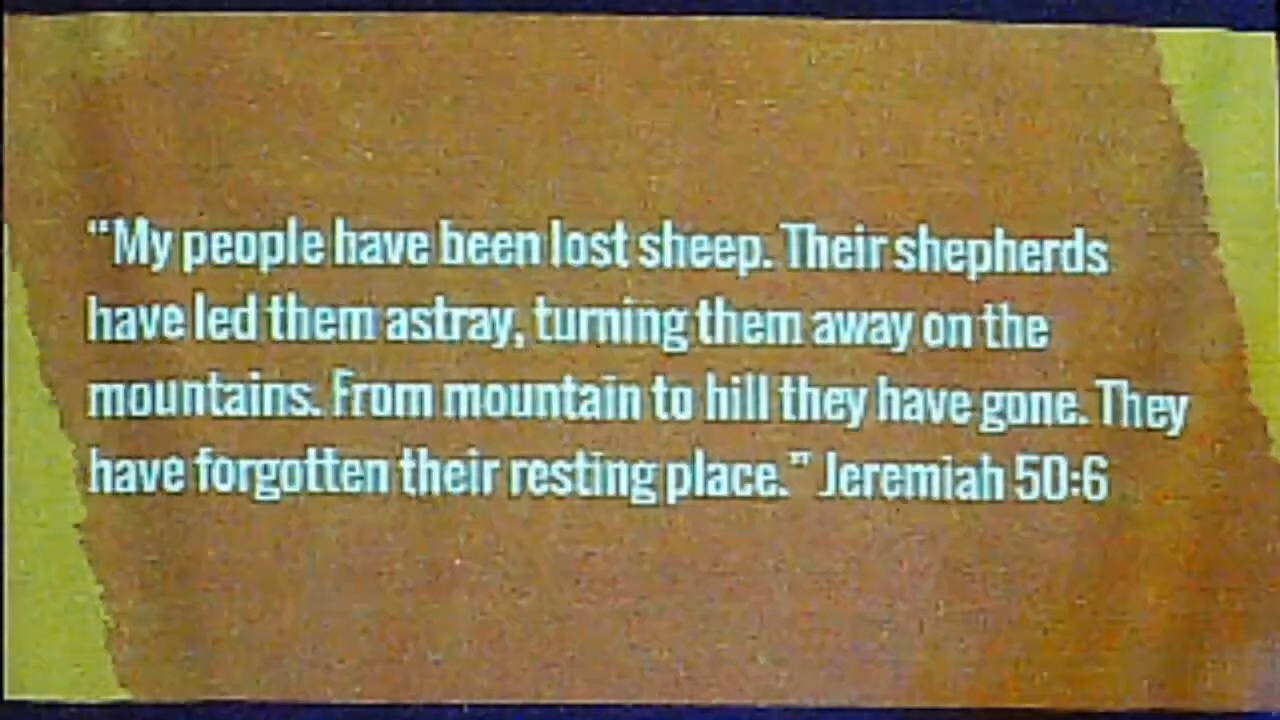 “My people have been lost sheep. Their shepherds
have led them astray, turning them away on the
mountains. From mountain to hill they have gone. They
have forgotten their resting place.” Jeremiah 50:6